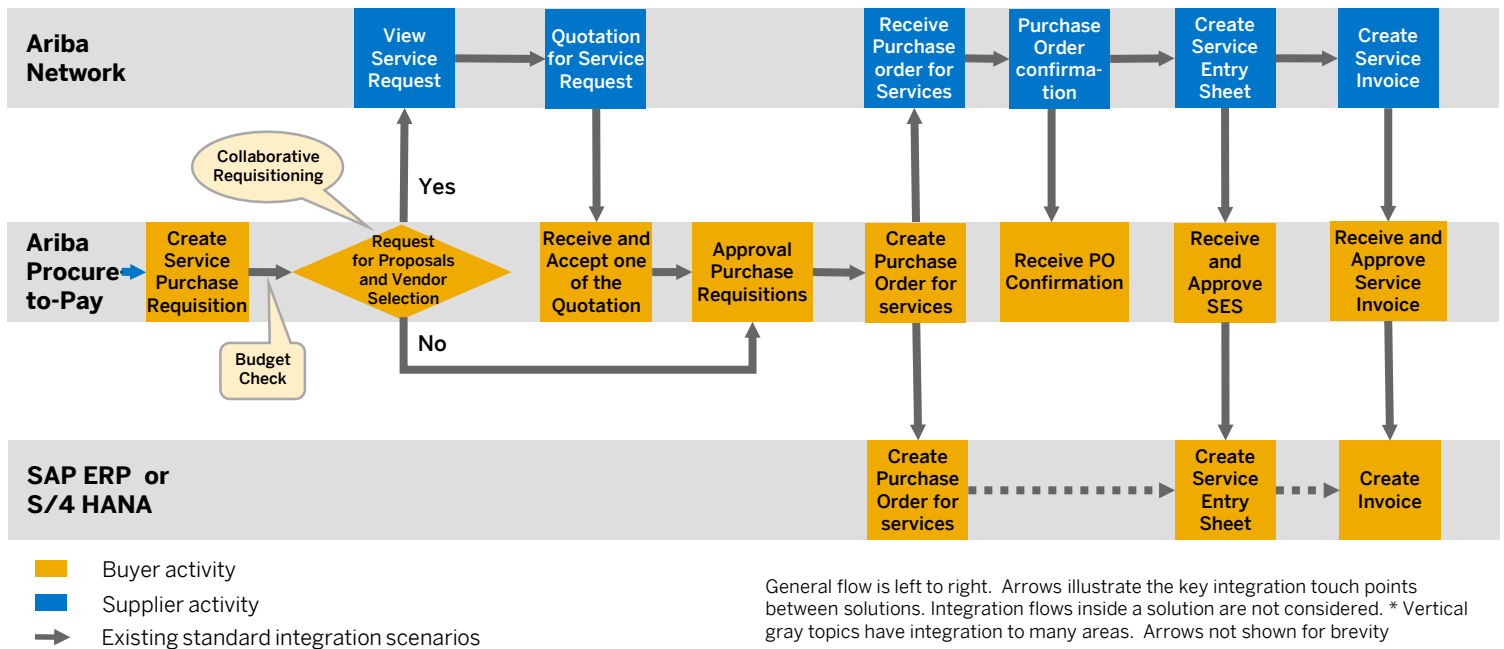 Ariba
Network
View
Service
Request
Quotation
for Service
Request
Receive
Purchase
order for
Services
Purchase
Order
confirma-
tion
Create
Service
Entry
Sheet
Create
Service
Invoice
Collaborative
Requisitioning
Yes
Ariba
Procure-
to-Pay
Create
Service
Purchase
Requisition
Request
for Proposals
and Vendor
Selection
Receive and
Accept one
of the
Quotation
Approval
Purchase
Requisitions
Create
Purchase
Order for
services
Receive PO
Confirmation
Receive
and
Approve
SES
Receive and
Approve
Service
Invoice
No
Budget
Check
SAP ERP or
S/4 HANA
Create
Purchase
Order for
services
Create
Service
Entry
Sheet
Create
Invoice
Buyer activity
Supplier activity
Existing standard integration scenarios
General flow is left to right. Arrows illustrate the key integration touch points
between solutions. Integration flows inside a solution are not considered. * Vertical
gray topics have integration to many areas. Arrows not shown for brevity